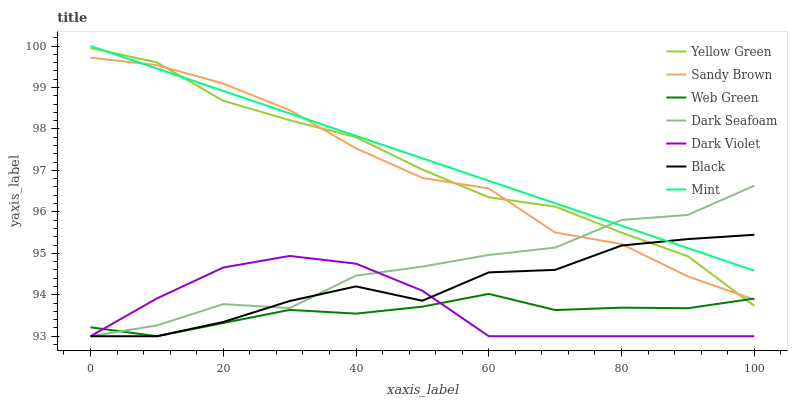 title
yaxis_label
100
99
98
97
96
95
94
93
0
20
40
60
80
100
xaxis_label
Yellow Green
Sandy Brown
Web Green
Dark Seafoam
Dark Violet
Black
Mint